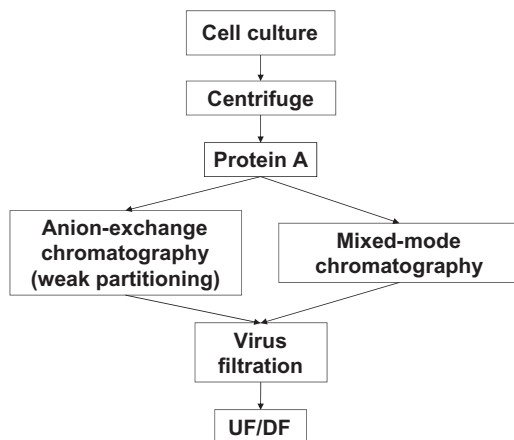 Cell culture
Centrifuge
Protein A
Anion-exchange
chromatography
(weak partitioning)
Mixed-mode
chromatography
Virus
filtration
UF/DF